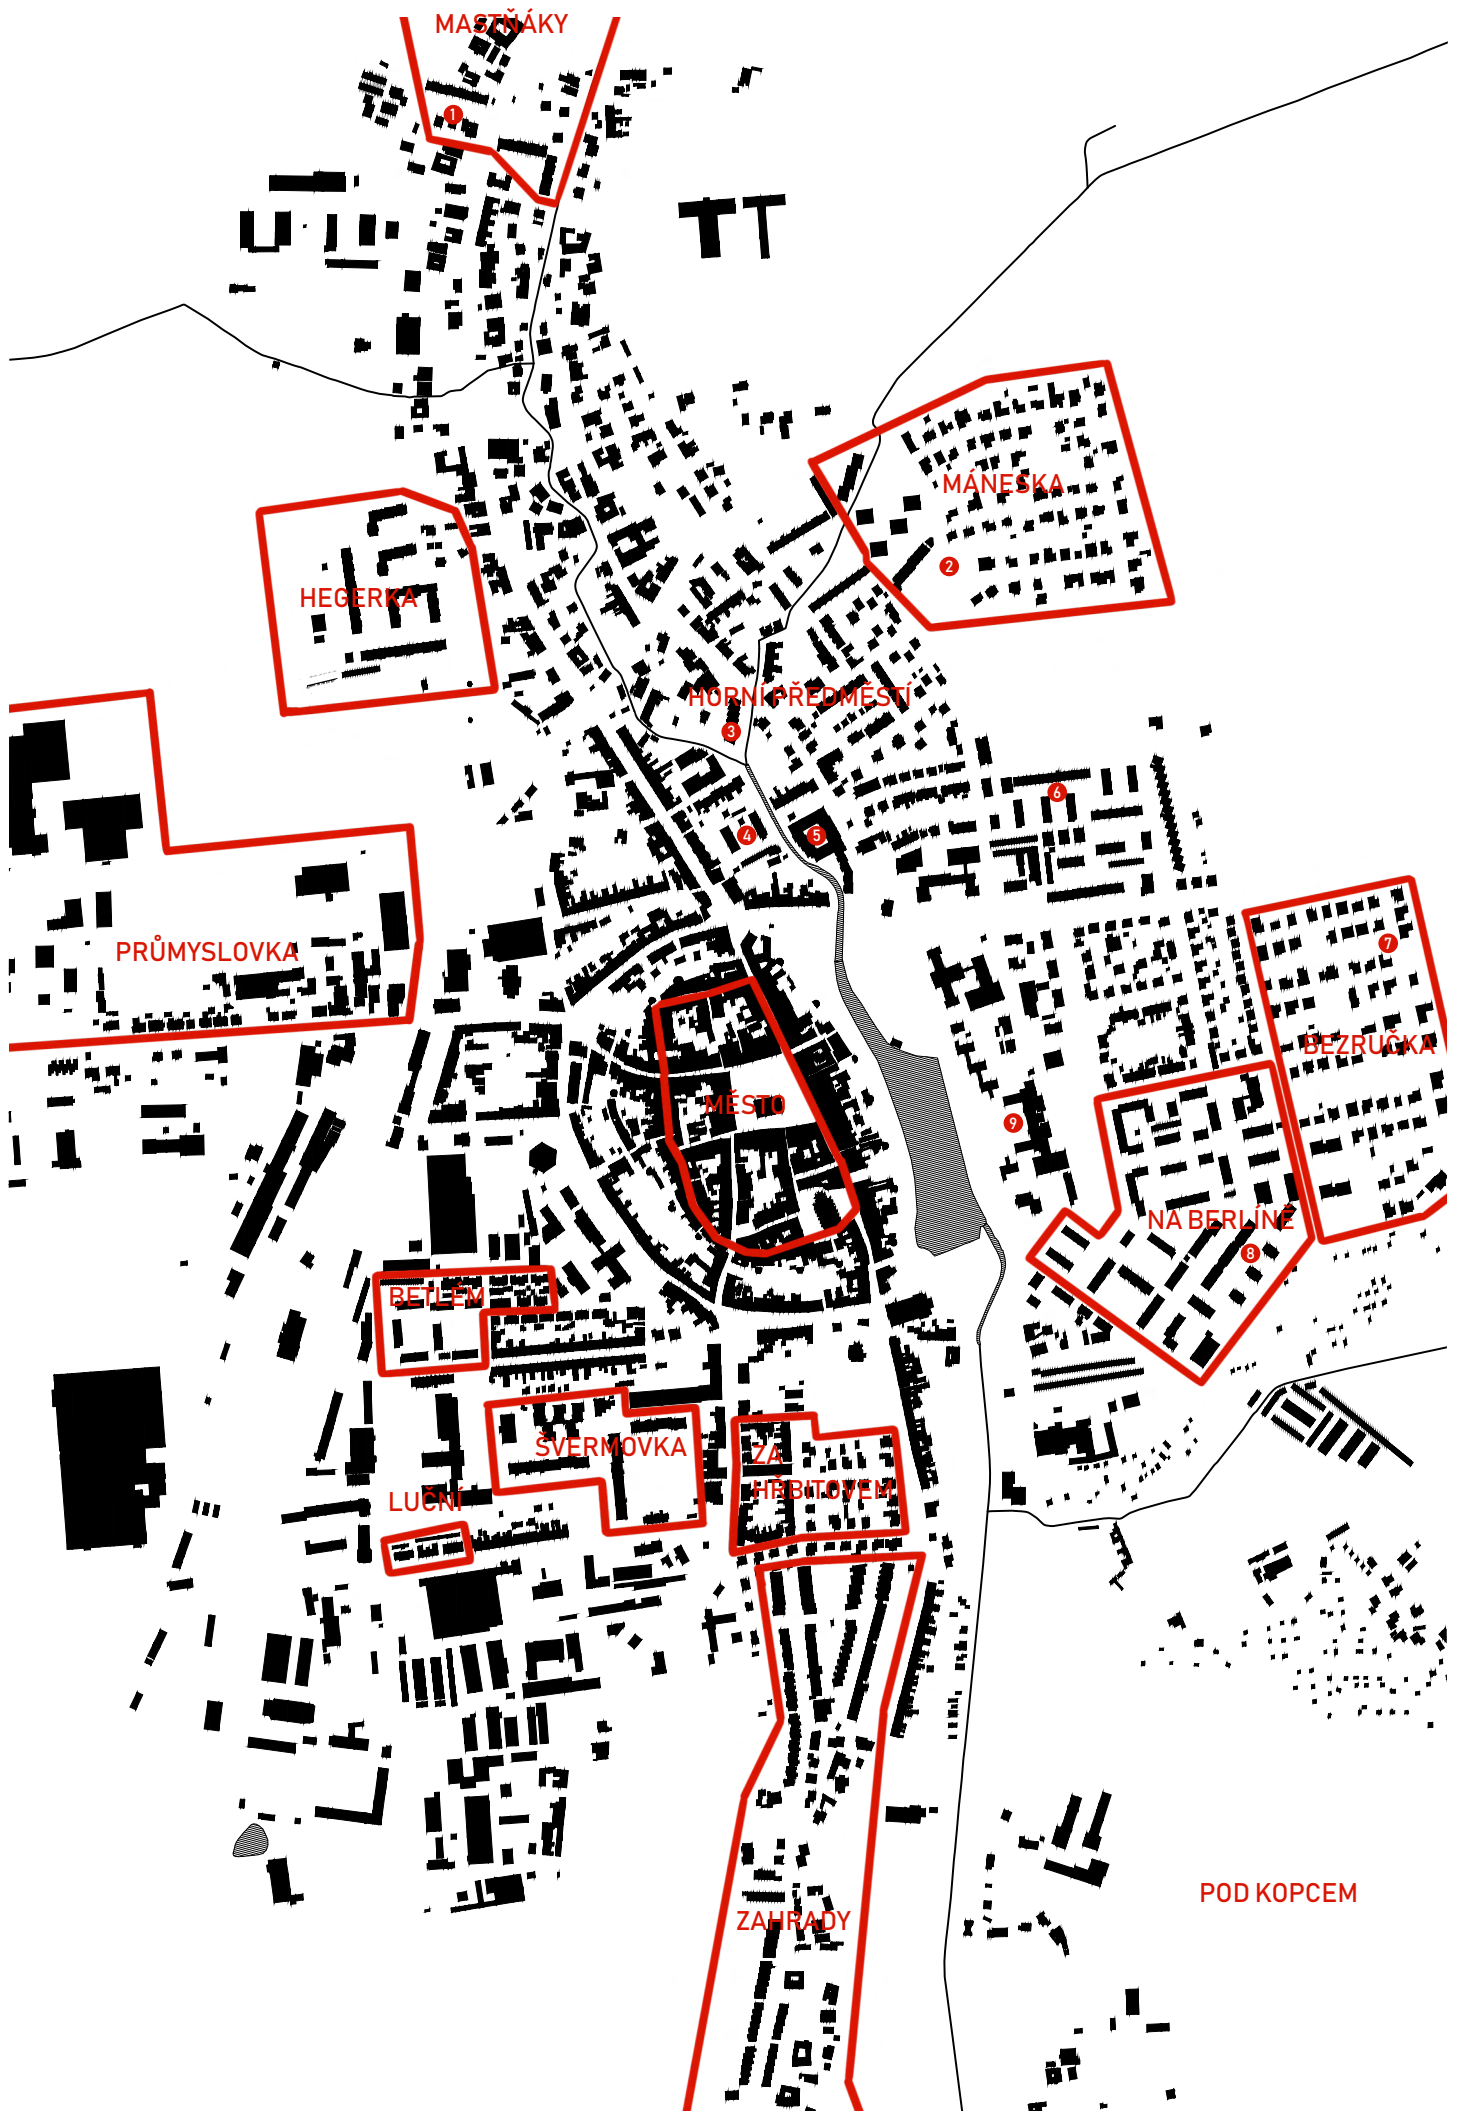 MASTŇÁKY
1
MÁNESKA
2
HEGERKA
HORNÍ PŘEDMĚSTÍ
3
6
4
5
PRŮMYSLOVKA
7
BEZRUČKA
MĚSTO
9
NA BERLÍNĚ
8
BETLÉM
ŠVERMOVKA
ZA
HŘBITOVEM
LUČNÍ
POD KOPCEM
ZAHRADY